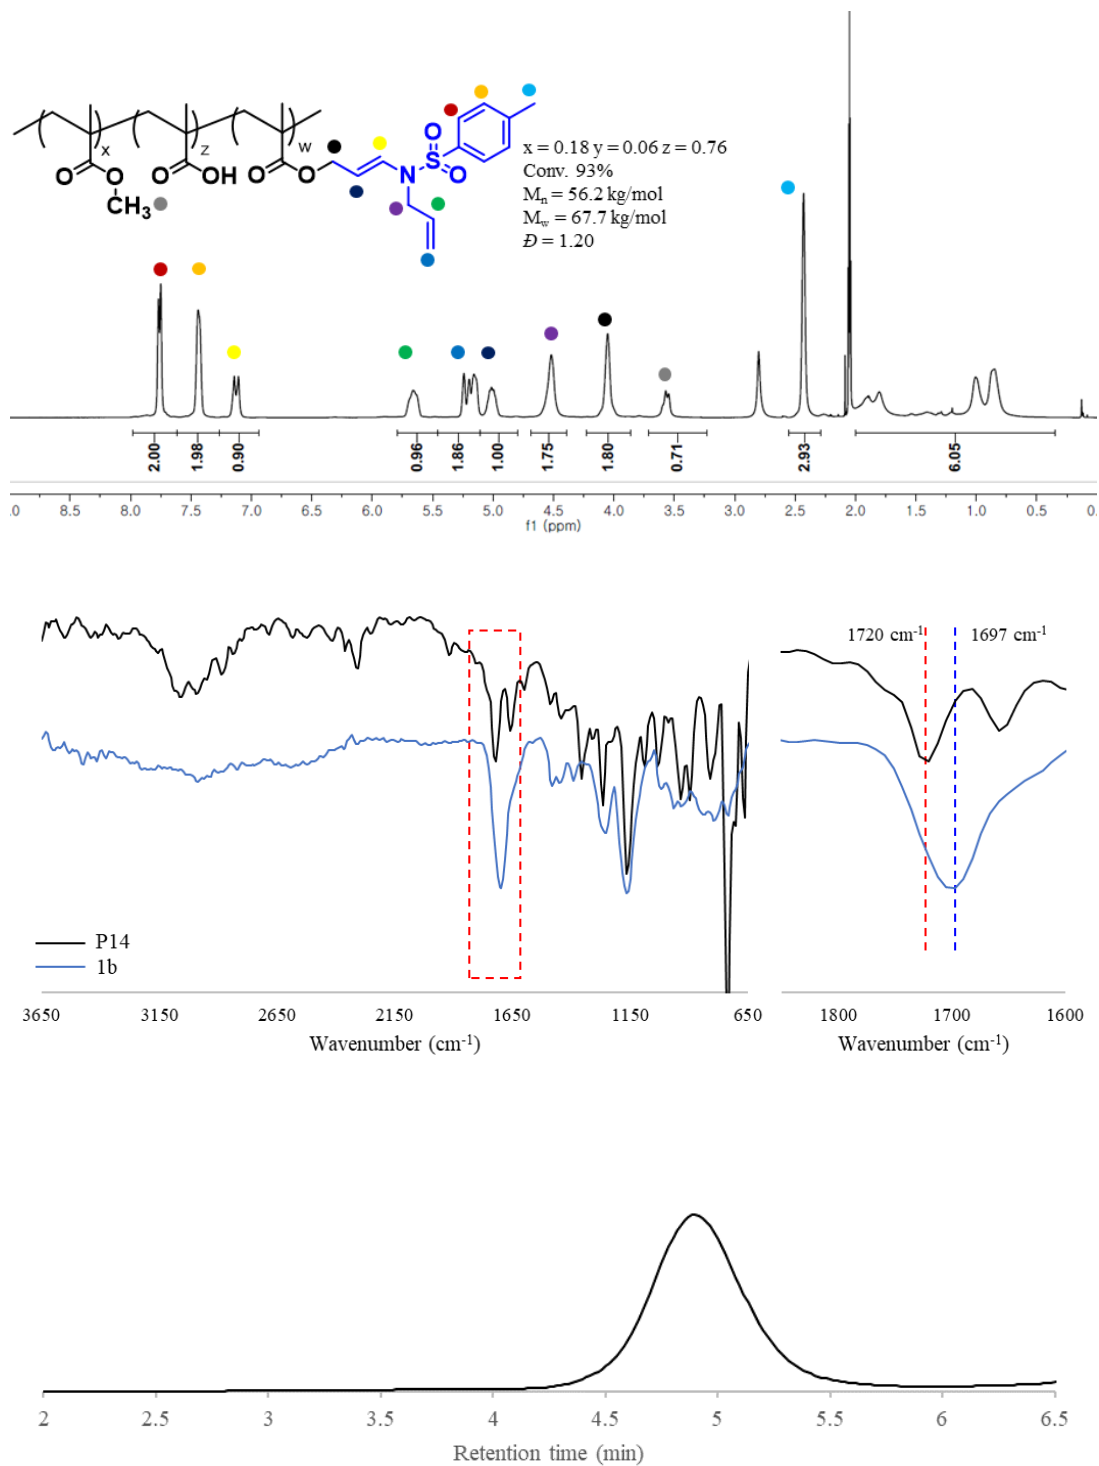 O
O
S
O
N
x
z
w
O
O
CH3
O
OH
O
O
x = 0.18 y = 0.06 z = 0.76
Conv. 93%
Mn = 56.2 kg/mol
Mw = 67.7 kg/mol
Đ = 1.20
2.00 1.98 0.90 0.96 1.86 1.00 1.75 1.80 0.71 2.93 6.05
.0 8.5 8.0 7.5 7.0 6.5 6.0 5.5 5.0 4.5 4.0 3.5 3.0 2.5 2.0 1.5 1.0 0.5 0.
f1 (ppm)
1720 cm-1 1697 cm-1
P14
1b
3650 3150 2650 2150 1650 1150 650 1800 1700 1600
Wavenumber (cm-1) Wavenumber (cm-1)
2 2.5 3 3.5 4 4.5 5 5.5 6 6.5
Retention time (min)